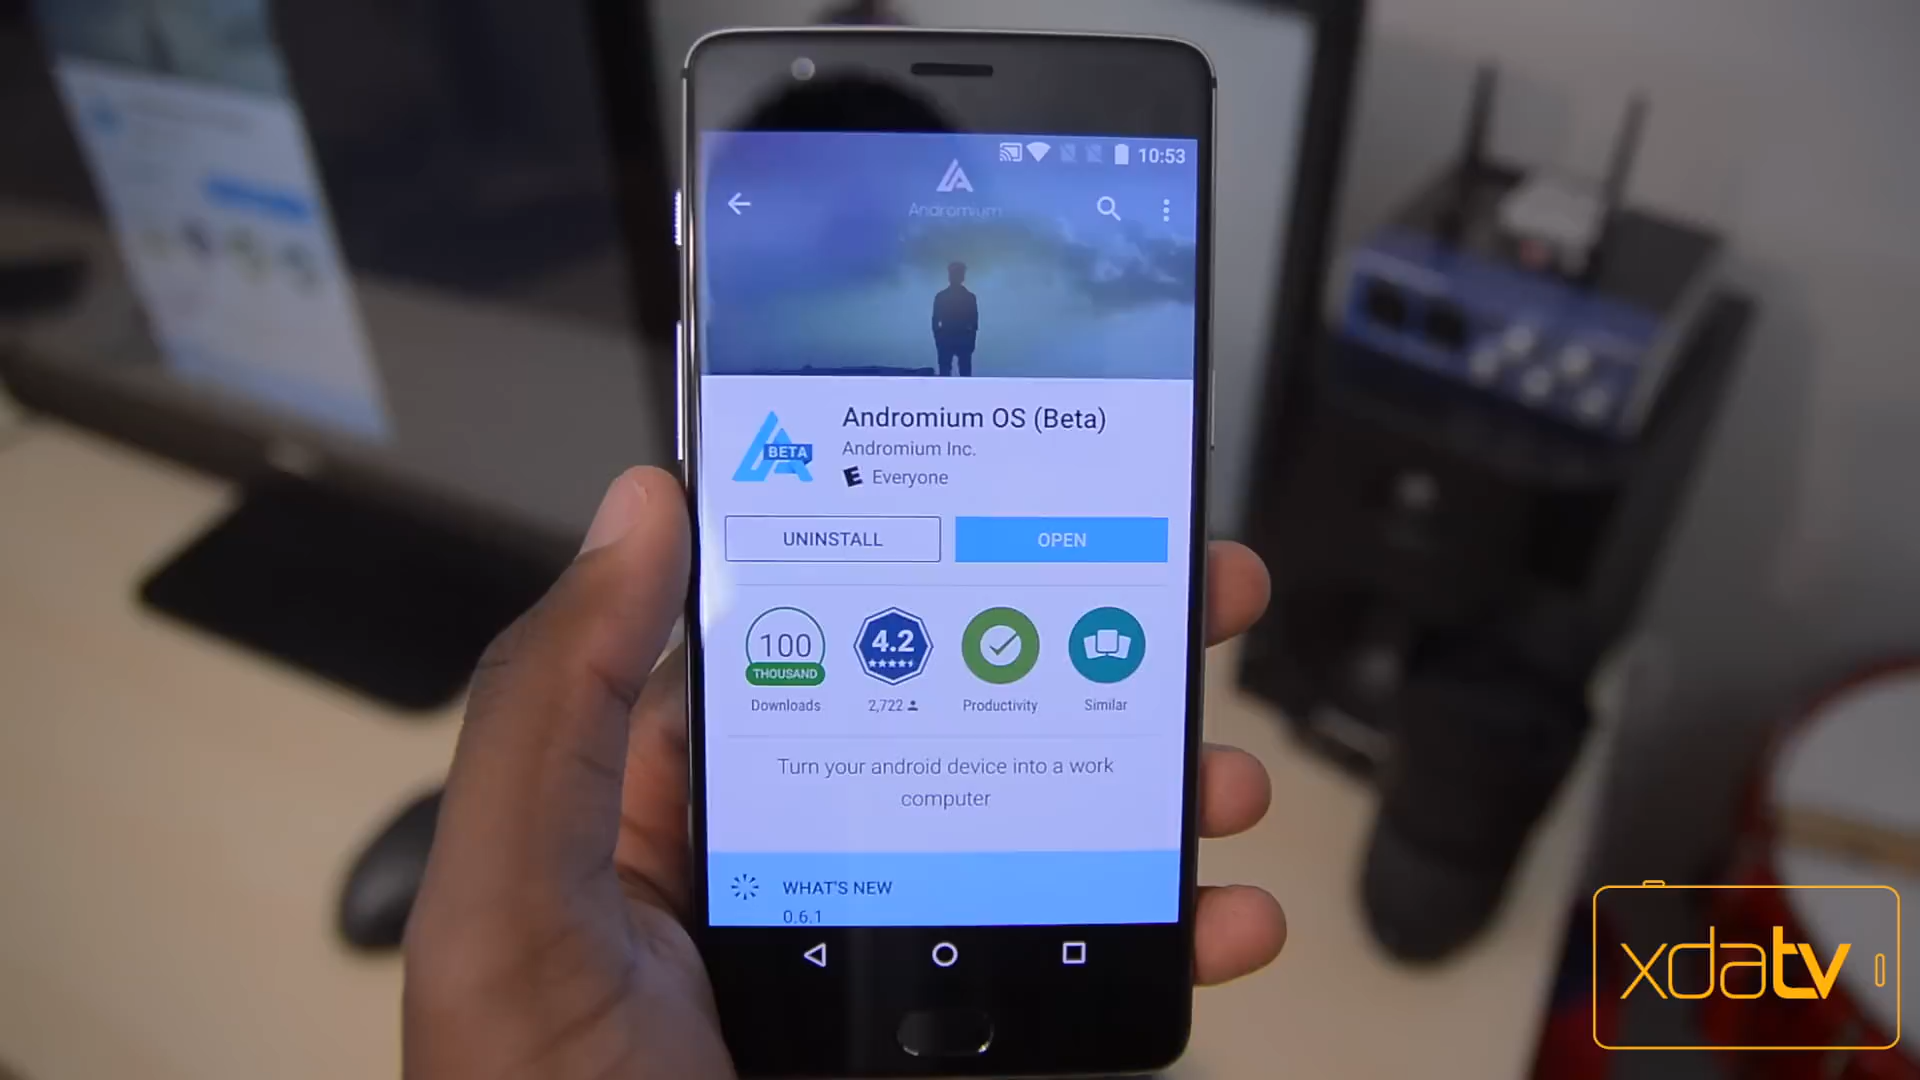 10:53
Andromium
Andromium OS (Beta)
BETA
Andromium Inc.
E Everyone
UNINSTALL
OPEN
100
THOUSAND
4.2
Downloads
2,722
Productivity
Similar
Turn your android device into a work
computer
WHAT'S NEW
0.6.1
xdatv